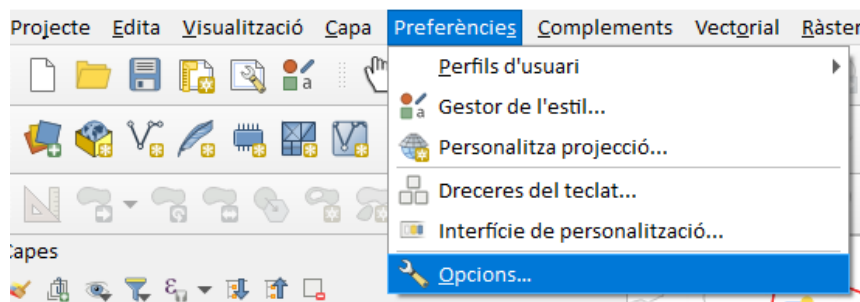 Projecte Edita Visualització Capa Preferències Complements Vectorial Ràster
Perfils d'usuari
Gestor de l'estil...
Personalitza projecció...
Dreceres del teclat...
Interfície de personalització...
Capes
Opcions...